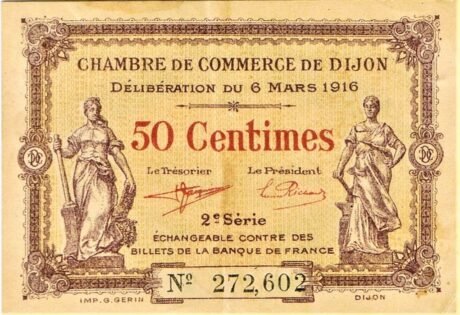 CHAMBRE DE COMMERCE DE DIJON
DÉLIBÉRATION DU 6 MARS 1916
50 Centimes
Le Trésorier Le Président
2e Série
ÉCHANGEABLE CONTRE DES
BILLETS DE LA BANQUE DE FRANCE
No 272,602
IMP. G. GERIN DIJON